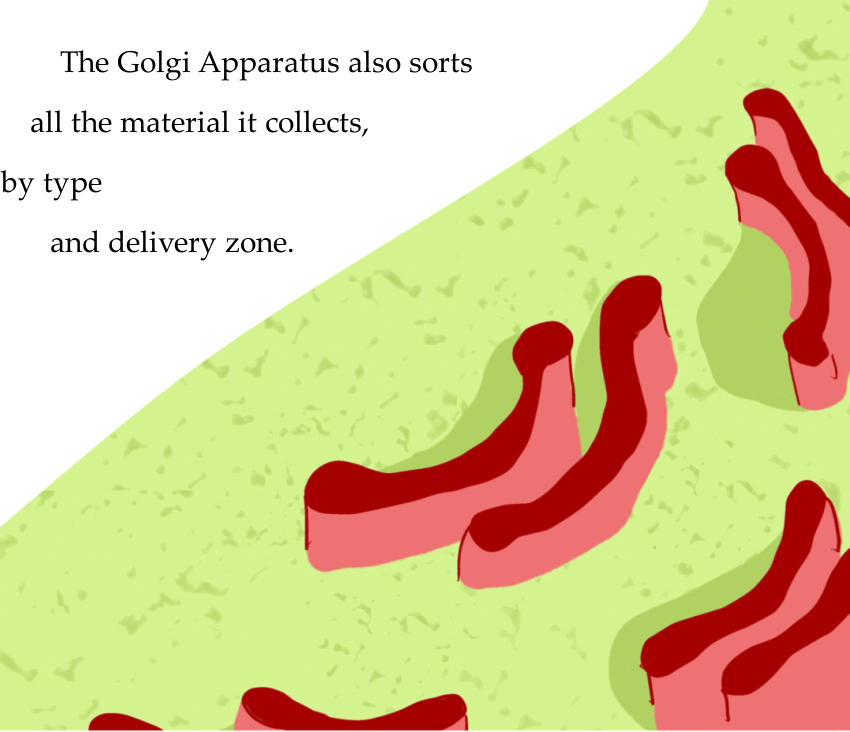 The Golgi Apparatus also sorts
all the material it collects,
by type
and delivery zone.